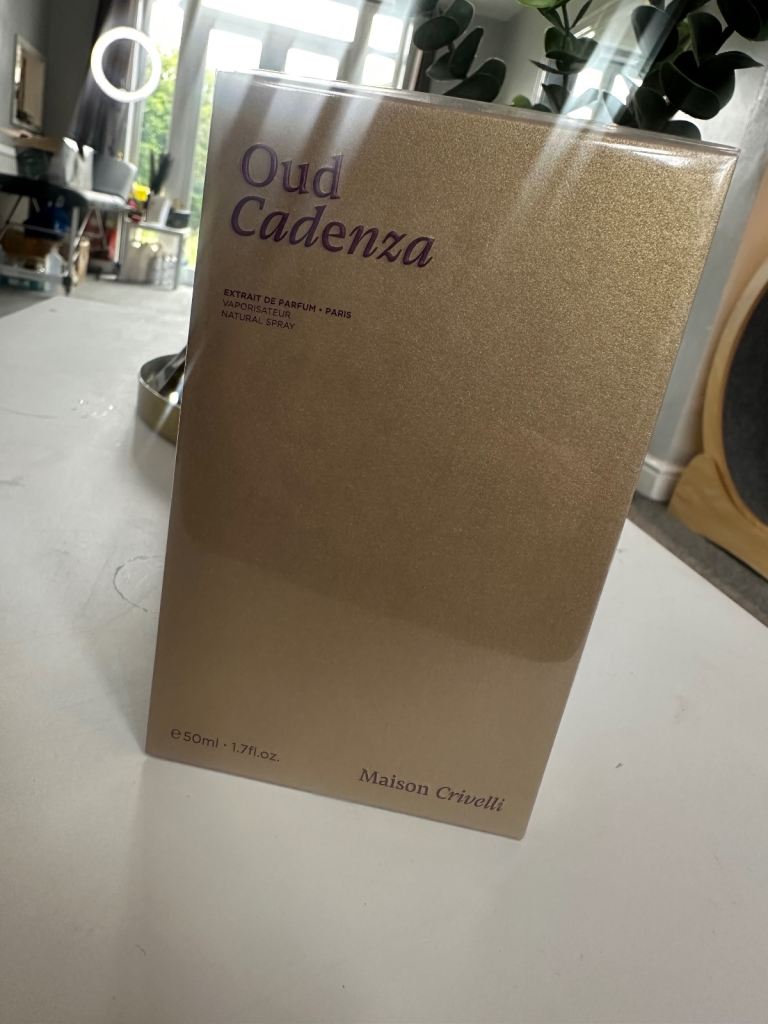 Oud
Cadenza
EXTRAIT DE PARFUM • PARIS
VAPORISATEUR
NATURAL SPRAY
℮ 50ml • 1.7fl.oz.
Maison Crivelli